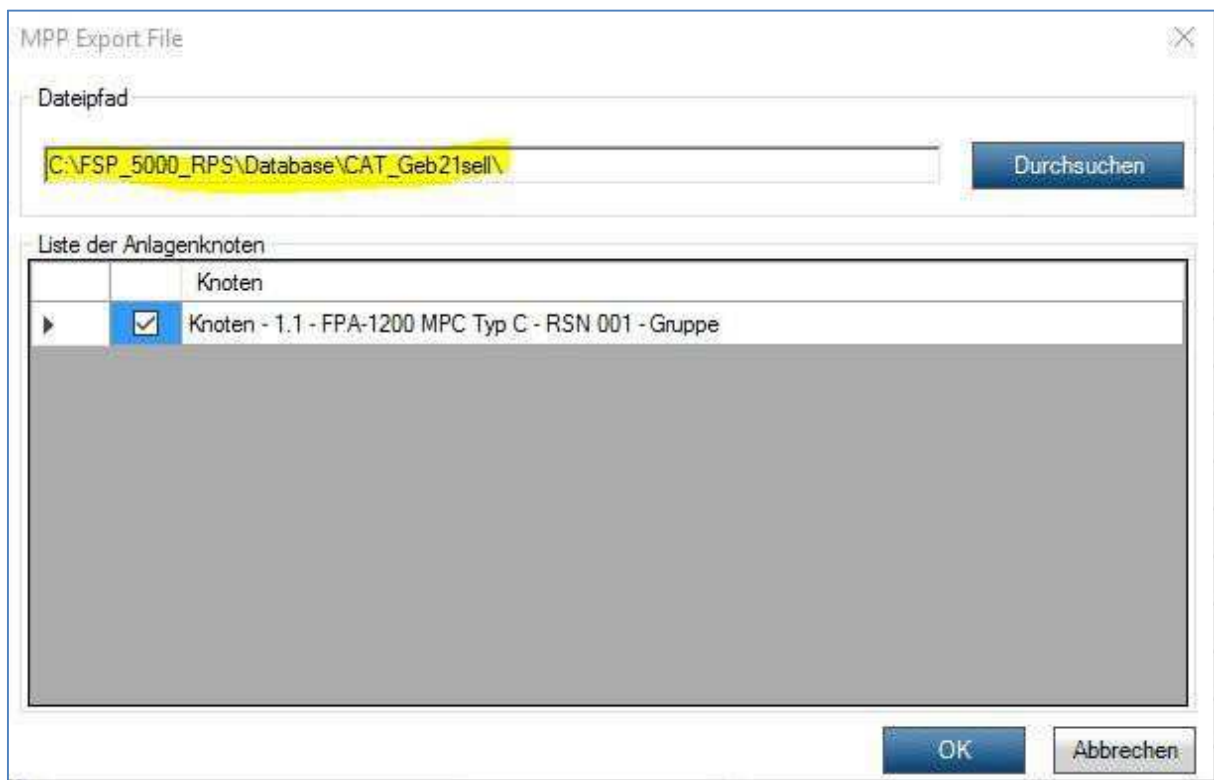 MPP Export File
Dateipfad
C:\FSP_5000_RPS\Database\CAT_Geb21sell\
Durchsuchen
Liste der Anlagenknoten
Knoten
Knoten - 1.1 - FPA-1200 MPC Typ C - RSN 001 - Gruppe
OK
Abbrechen